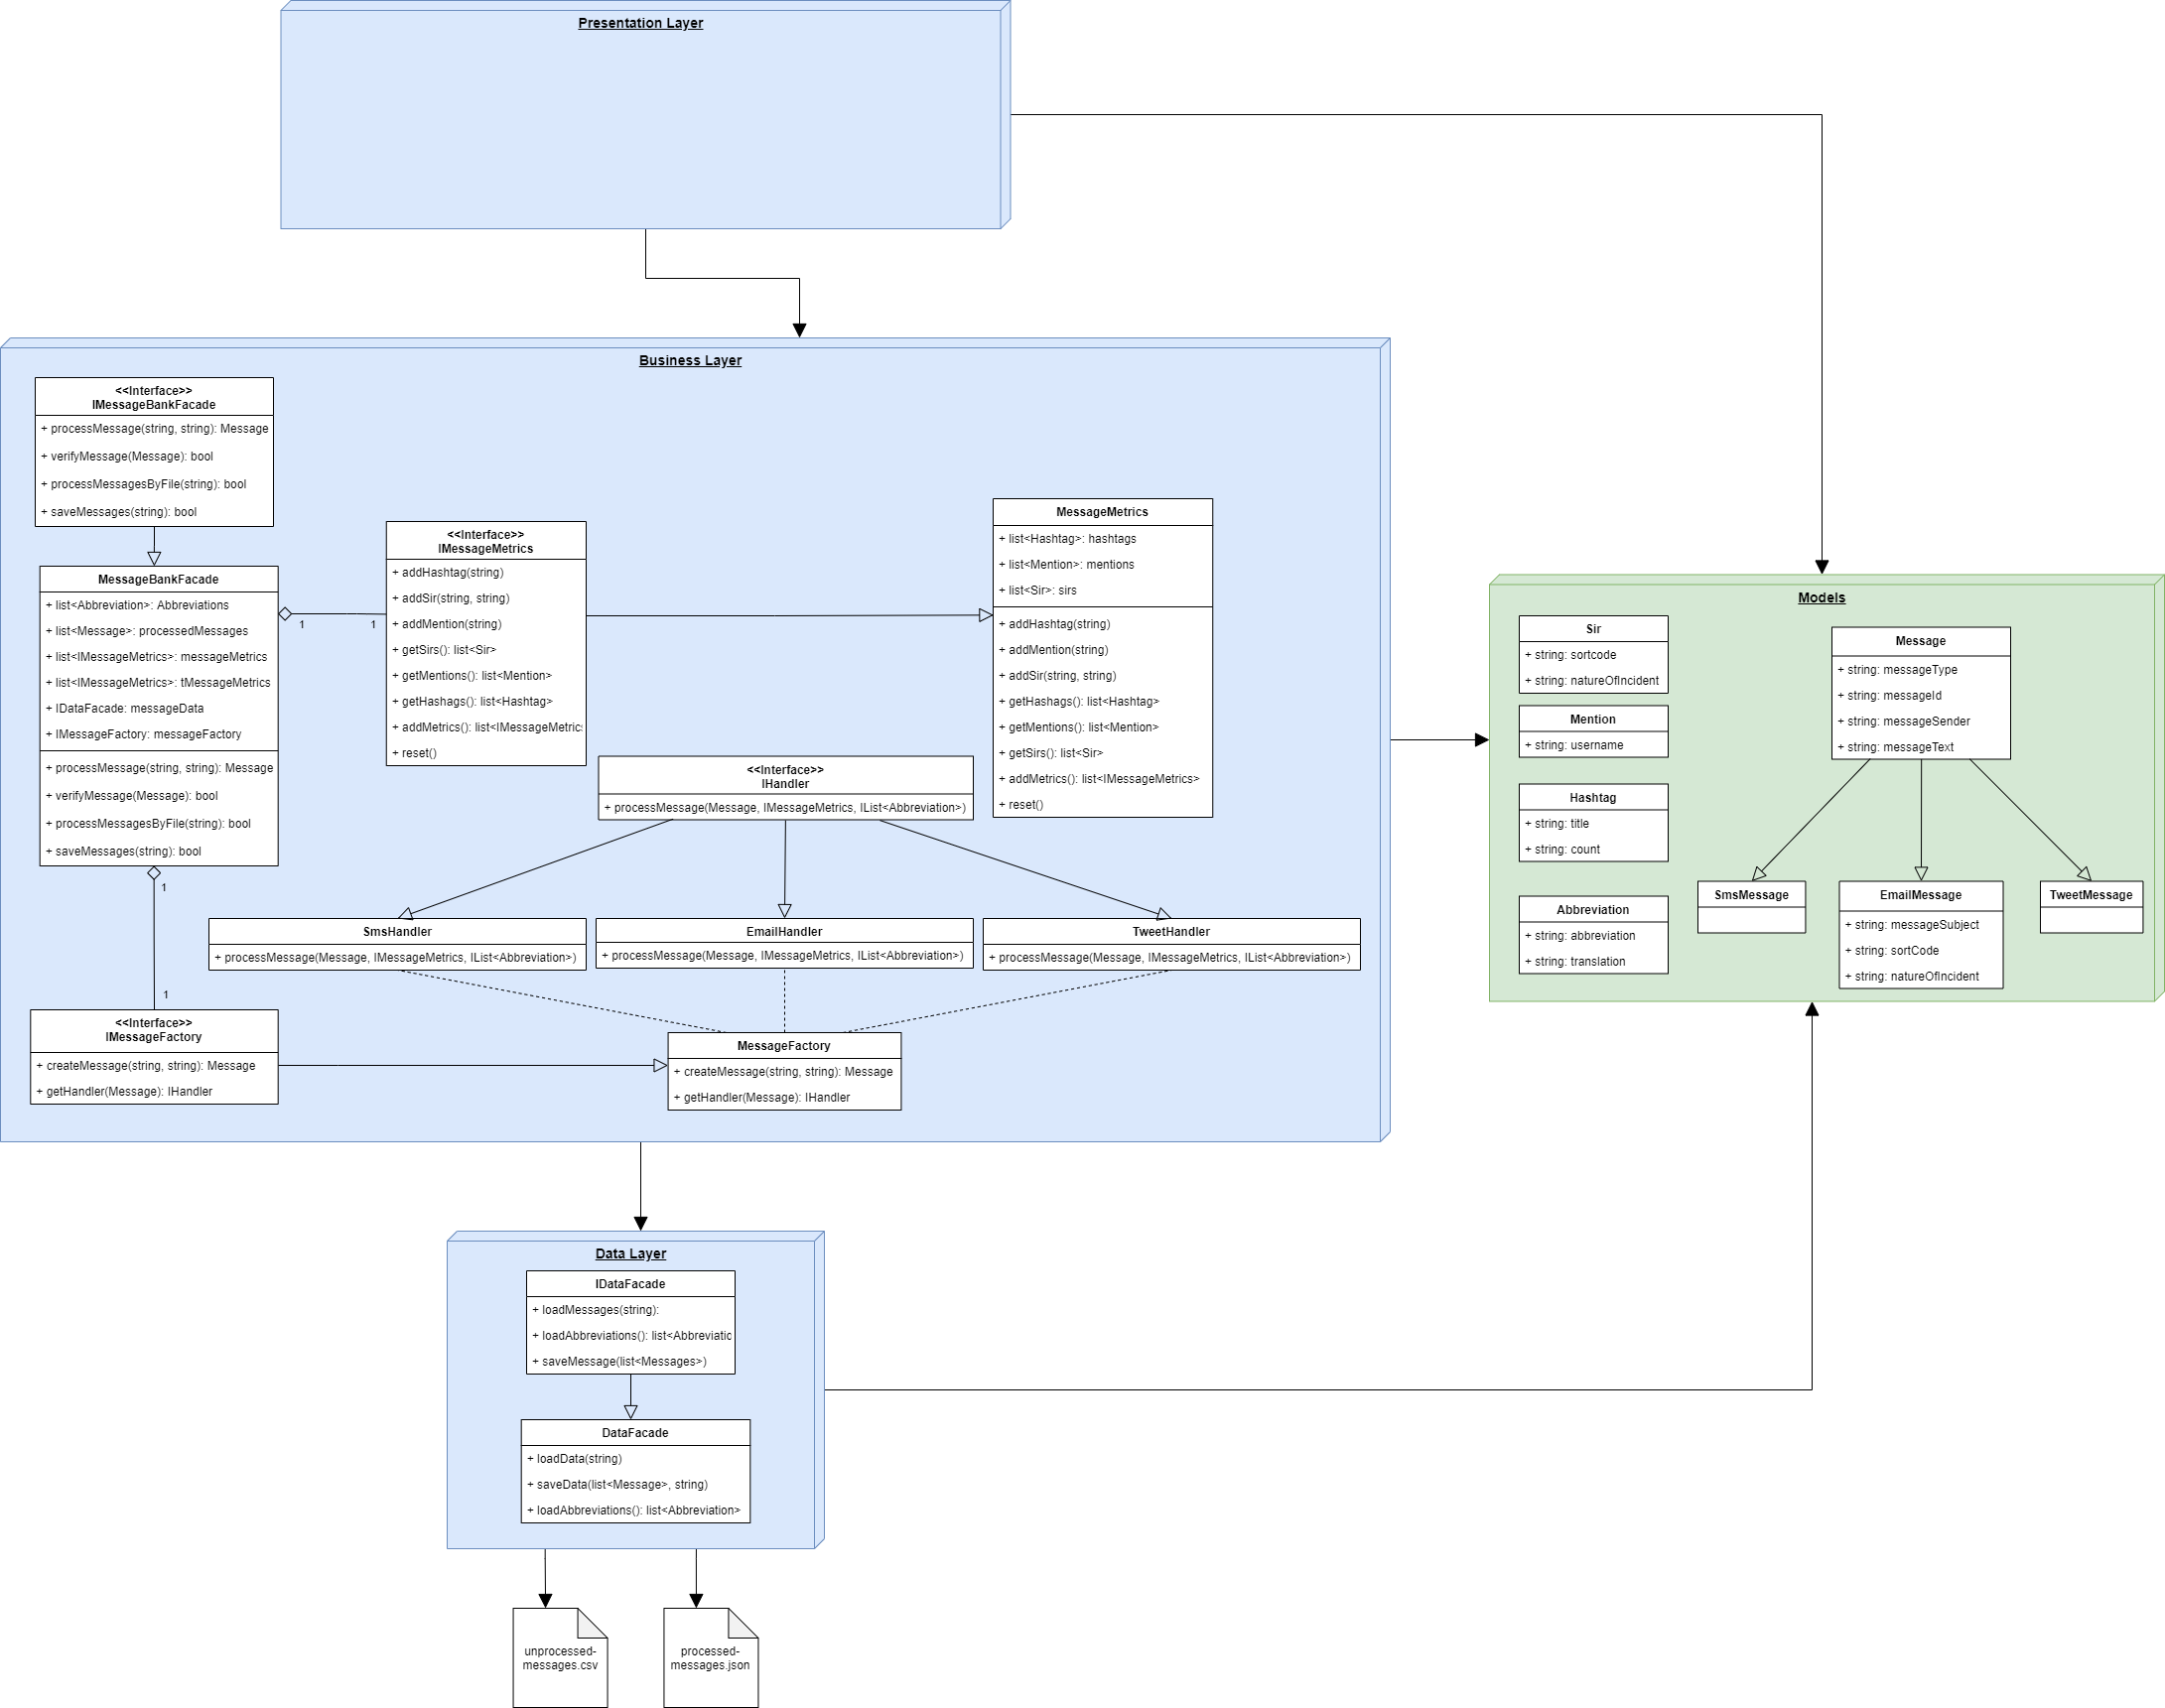 Presentation Layer
Business Layer
<<Interface>>
IMessageBankFacade
+ processMessage(string, string): Message
+ verifyMessage(Message): bool
+ processMessagesByFile(string): bool
+ saveMessages(string): bool
MessageBankFacade
+ list<Abbreviation>: Abbreviations
+ list<Message>: processedMessages
+ list<IMessageMetrics>: messageMetrics
+ list<IMessageMetrics>: tMessageMetrics
+ IDataFacade: messageData
+ IMessageFactory: messageFactory
+ processMessage(string, string): Message
+ verifyMessage(Message): bool
+ processMessagesByFile(string): bool
+ saveMessages(string): bool
1
1
<<Interface>>
IMessageMetrics
+ addHashtag(string)
+ addSir(string, string)
+ addMention(string)
+ getSirs(): list<Sir>
+ getMentions(): list<Mention>
+ getHashags(): list<Hashtag>
+ addMetrics(): list<IMessageMetric
+ reset()
MessageMetrics
+ list<Hashtag>: hashtags
+ list<Mention>: mentions
+ list<Sir>: sirs
+ addHashtag(string)
+ addMention(string)
+ addSir(string, string)
+ getHashags(): list<Hashtag>
+ getMentions(): list<Mention>
+ getSirs(): list<Sir>
+ addMetrics(): list<IMessageMetrics>
+ reset()
<<Interface>>
IHandler
+ processMessage(Message, IMessageMetrics, IList<Abbreviation>)
SmsHandler
+ processMessage(Message, IMessageMetrics, IList<Abbreviation>)
EmailHandler
+ processMessage(Message, IMessageMetrics, IList<Abbreviation>)
TweetHandler
+ processMessage(Message, IMessageMetrics, IList<Abbreviation>)
1
1
<<Interface>>
IMessageFactory
+ createMessage(string, string): Message
+ getHandler(Message): IHandler
MessageFactory
+ createMessage(string, string): Message
+ getHandler(Message): IHandler
Models
Sir
+ string: sortcode
+ string: natureOfIncident
Mention
+ string: username
Hashtag
+ string: title
+ string: count
Abbreviation
+ string: abbreviation
+ string: translation
Message
+ string: messageType
+ string: messageId
+ string: messageSender
+ string: messageText
SmsMessage
EmailMessage
+ string: messageSubject
+ string: sortCode
+ string: natureOfIncident
TweetMessage
Data Layer
IDataFacade
+ loadMessages(string):
+ loadAbbreviations(): list<Abbreviatic
+ saveMessage(list<Messages>)
DataFacade
+ loadData(string)
+ saveData(list<Message>, string)
+ loadAbbreviations(): list<Abbreviation>
unprocessed-
messages.csv
processed-
messages.json